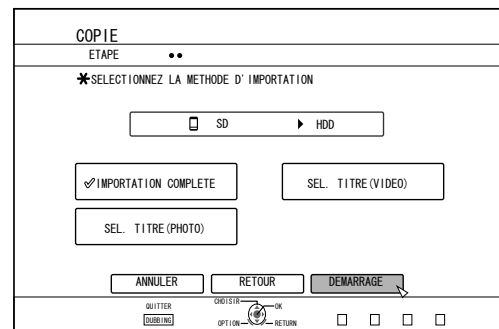 COPIE
ETAPE
SELECTIONNEZ LA METHODE D'IMPORTATION
SD HDD
IMPORTATION COMPLETE SEL. TITRE(VIDEO)
SEL. TITRE(PHOTO)
ANNULER RETOUR DEMARRAGE
QUITTER CHOISIR OK
DUBBING OPTION RETURN